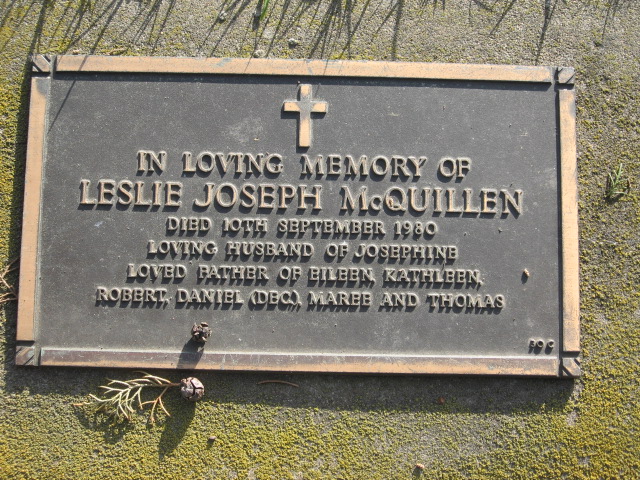 IN LOVING MEMORY OF
LESLIE JOSEPH McQUILLEN
DIED 10TH SEPTEMBER 1980
LOVING HUSBAND OF JOSEPHINE
LOVED FATHER OF EILEEN, KATHLEEN,
ROBERT, DANIEL (DEC), MAREE AND THOMAS